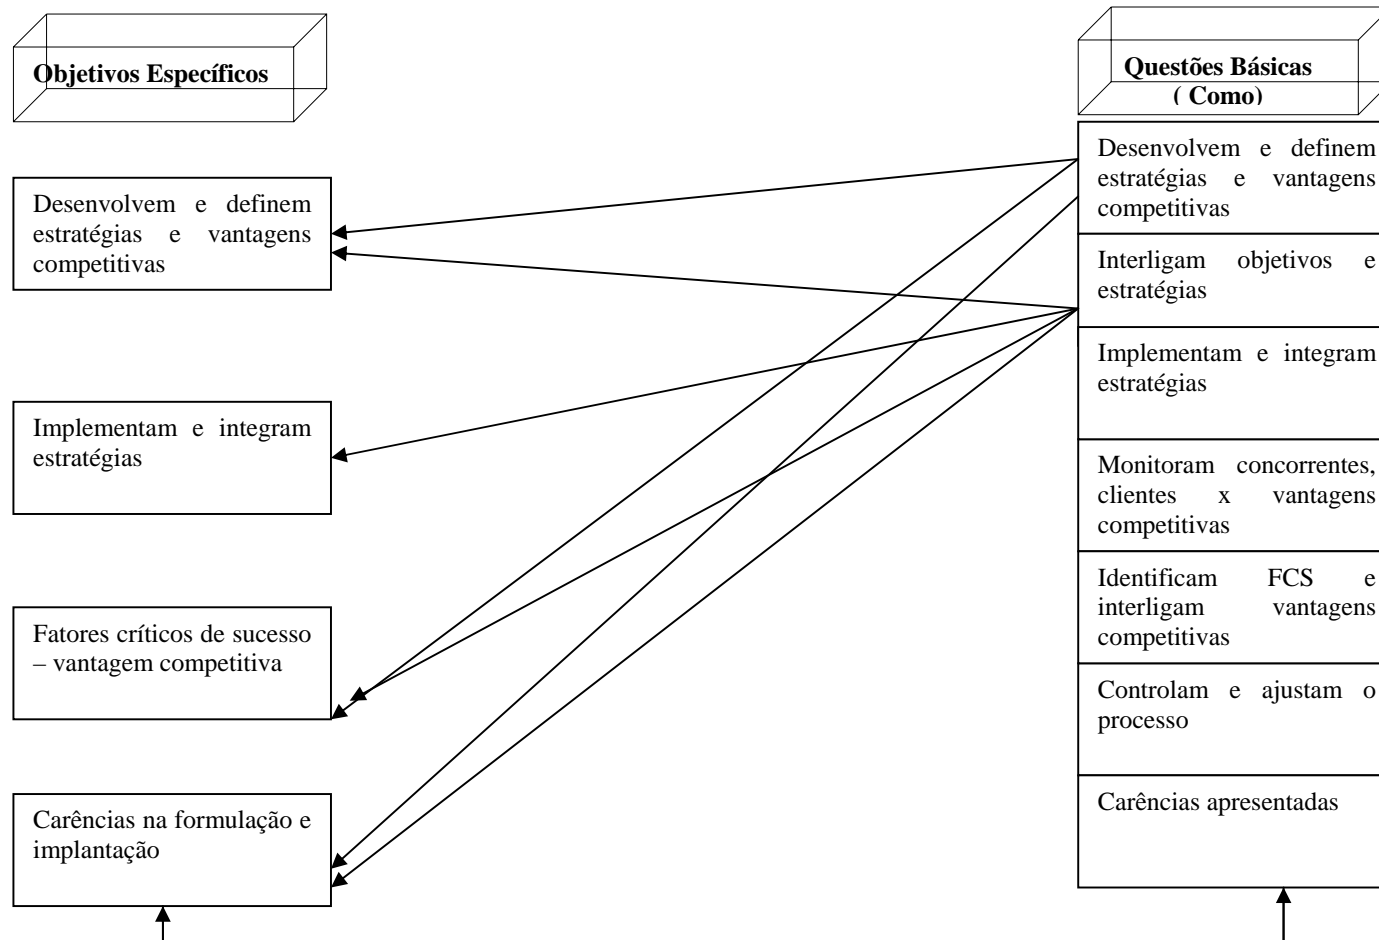 Objetivos Específicos
Desenvolvem e definem
estratégias e vantagens
competitivas
Implementam e integram
estratégias
Fatores críticos de sucesso
– vantagem competitiva
Carências na formulação e
implantação
Questões Básicas
( Como)
Desenvolvem e definem
estratégias e vantagens
competitivas
Interligam objetivos e
estratégias
Implementam e integram
estratégias
Monitoram concorrentes,
clientes x vantagens
competitivas
Identificam FCS e
interligam vantagens
competitivas
Controlam e ajustam o
processo
Carências apresentadas